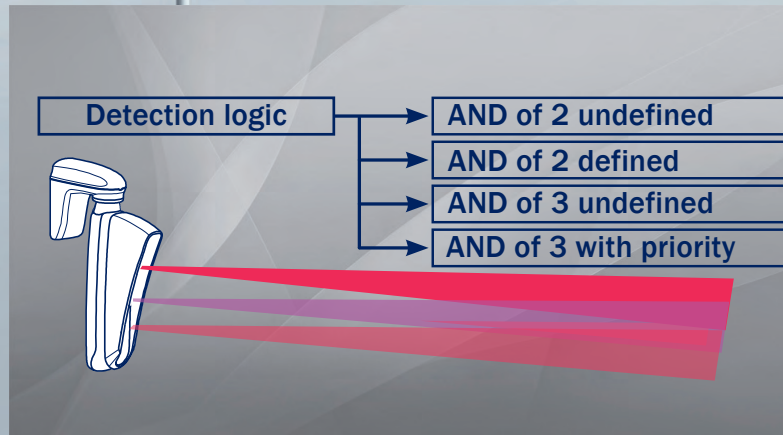 Detection logic
AND of 2 undefined
AND of 2 defined
AND of 3 undefined
AND of 3 with priority